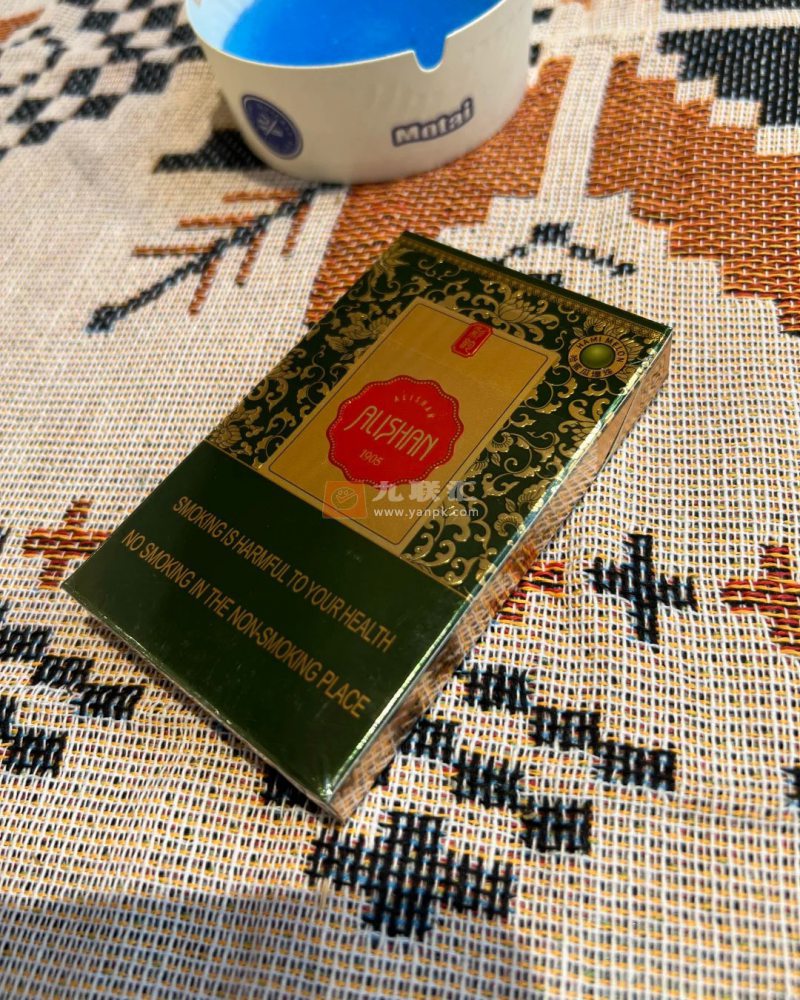 Motai
HAMI MELON
ALISHAN
ALISHAN
1905
九联汇
www.yanpk.com
SMOKING IS HARMFUL TO YOUR HEALTH
NO SMOKING IN THE NON-SMOKING PLACE